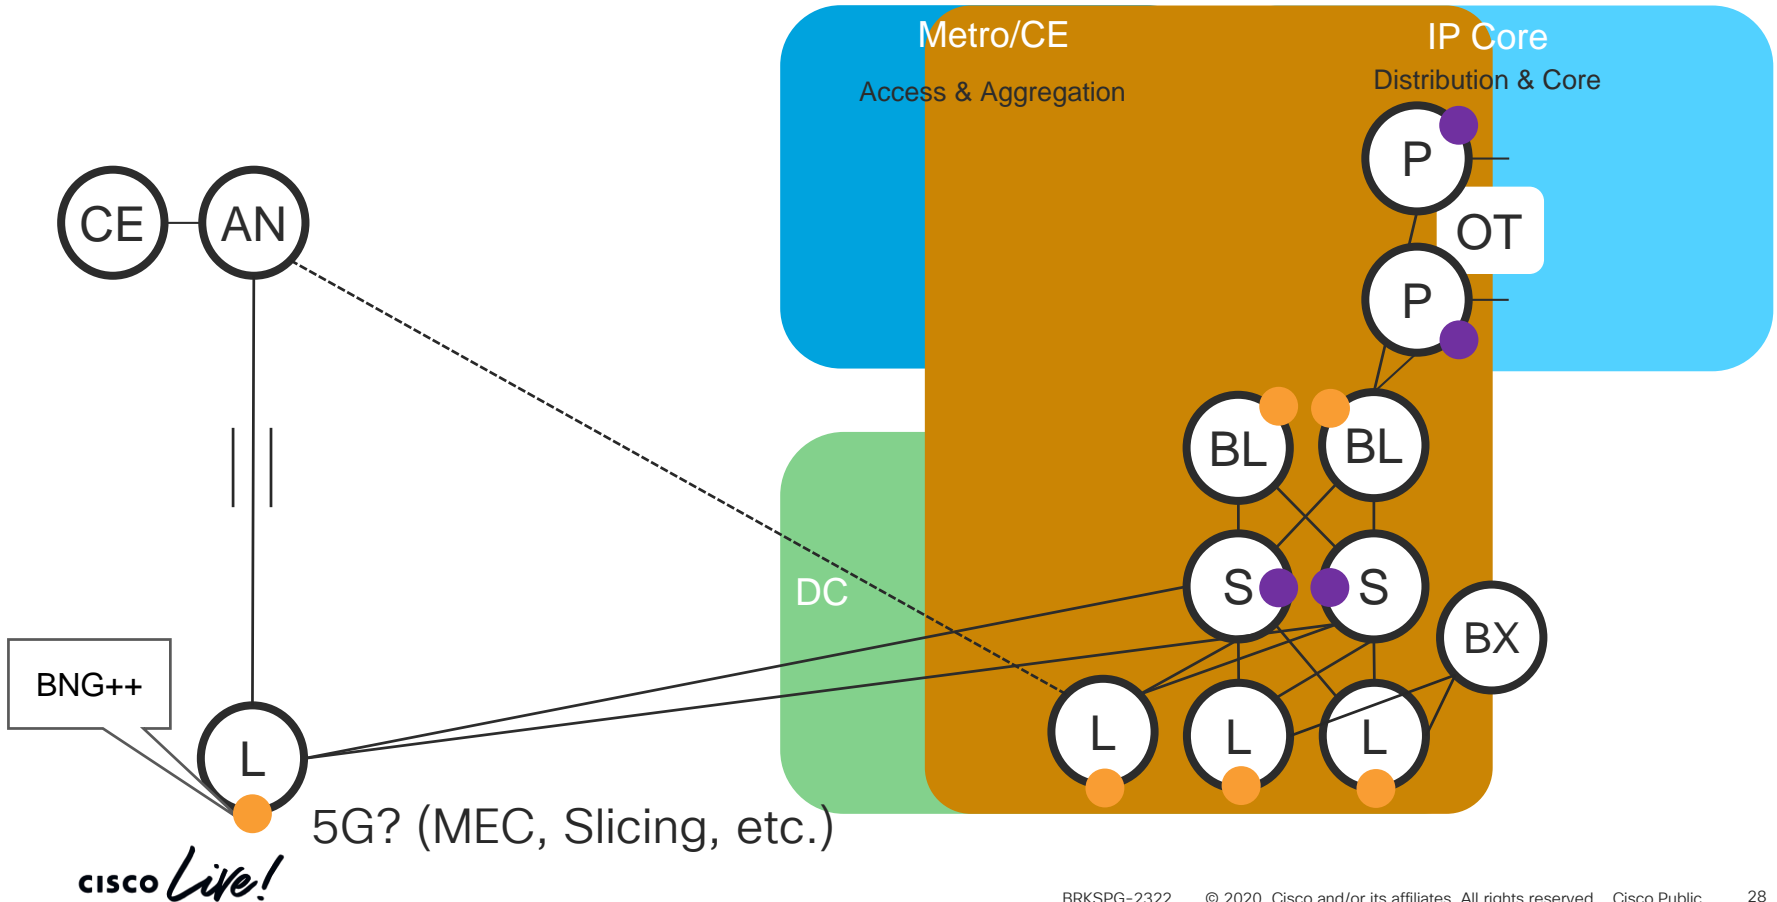 Metro/CE
IP Core
Access & Aggregation
Distribution & Core
P
CE
AN
OT
P
BL
BL
DC
S
S
BX
BNG++
L
L
L
L
5G? (MEC, Slicing, etc.)
CISCO Live!
BRKSPG-2322 © 2020 Cisco and/or its affiliates. All rights reserved. Cisco Public 28